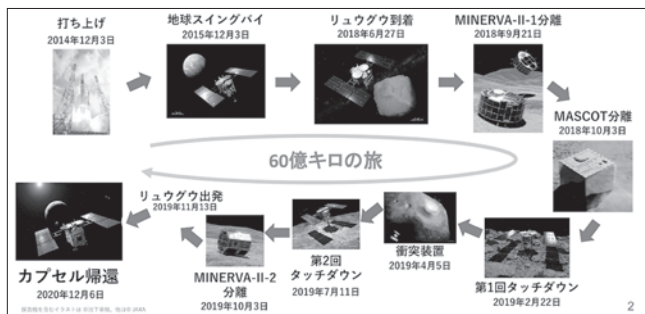 打ち上げ
2014年12月3日
地球スイングバイ
2015年12月3日
リュウグウ到着
2018年6月27日
MINERVA-II-1分離
2018年9月21日
MASCOT分離
2018年10月3日
60億キロの旅
第1回タッチダウン
2019年2月22日
衝突装置
2019年4月5日
第2回
タッチダウン
2019年7月11日
MINERVA-II-2
分離
2019年10月3日
リュウグウ出発
2019年11月13日
カプセル帰還
2020年12月6日
2